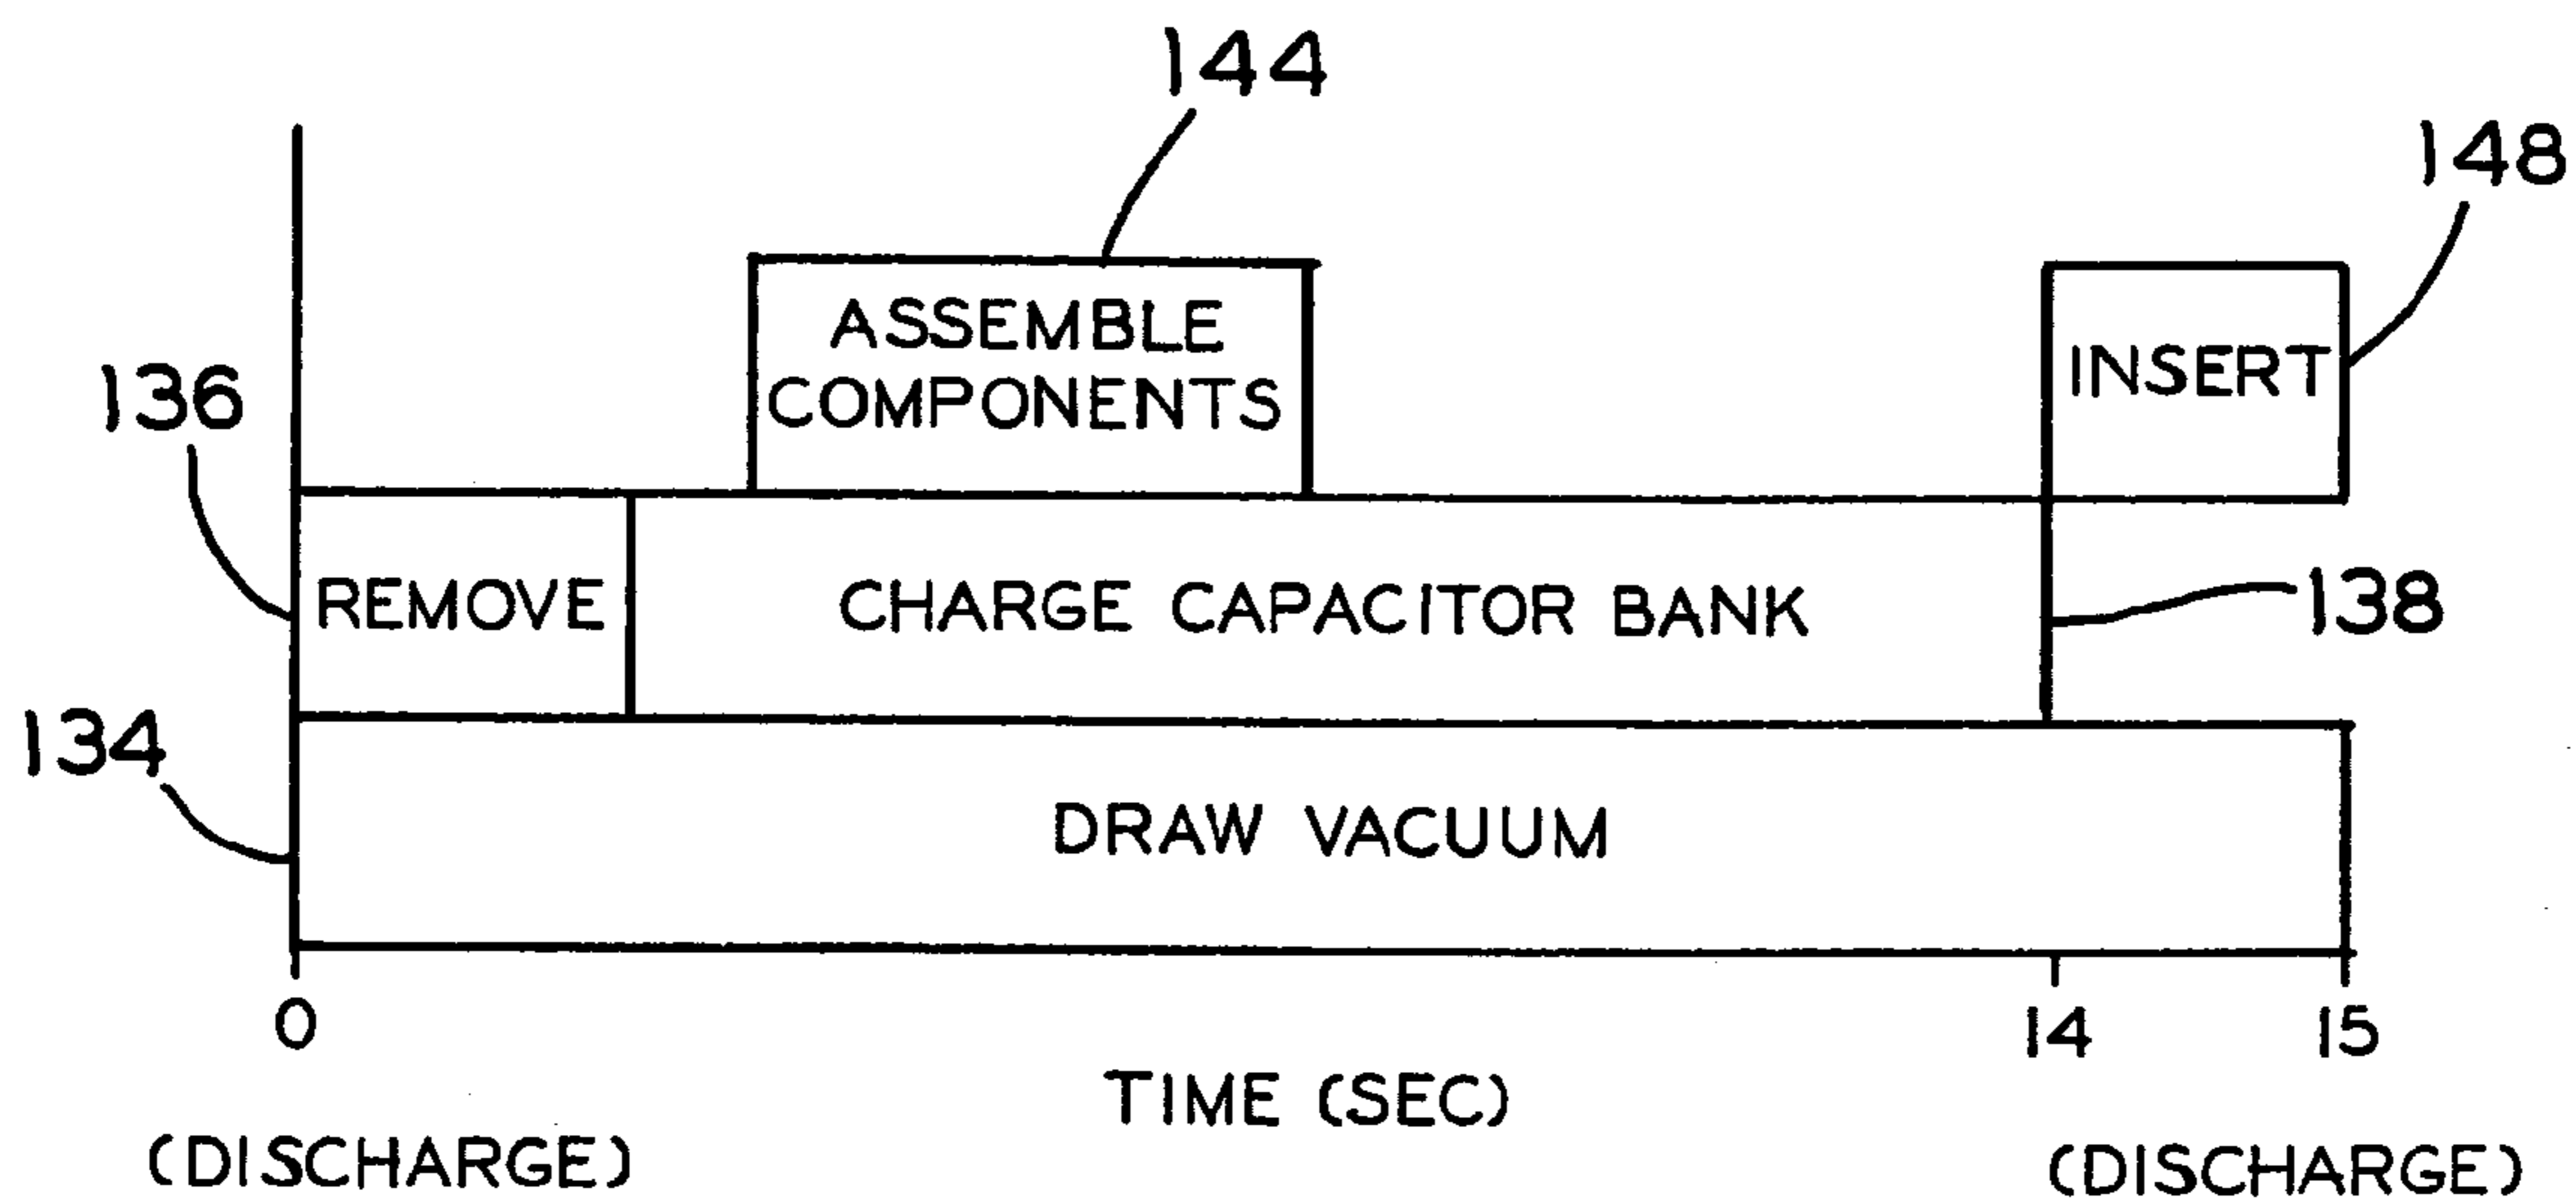 144
148
ASSEMBLE
COMPONENTS
INSERT
136
REMOVE
CHARGE CAPACITOR BANK
138
134
DRAW VACUUM
0
14
15
TIME (SEC)
(DISCHARGE)
(DISCHARGE)